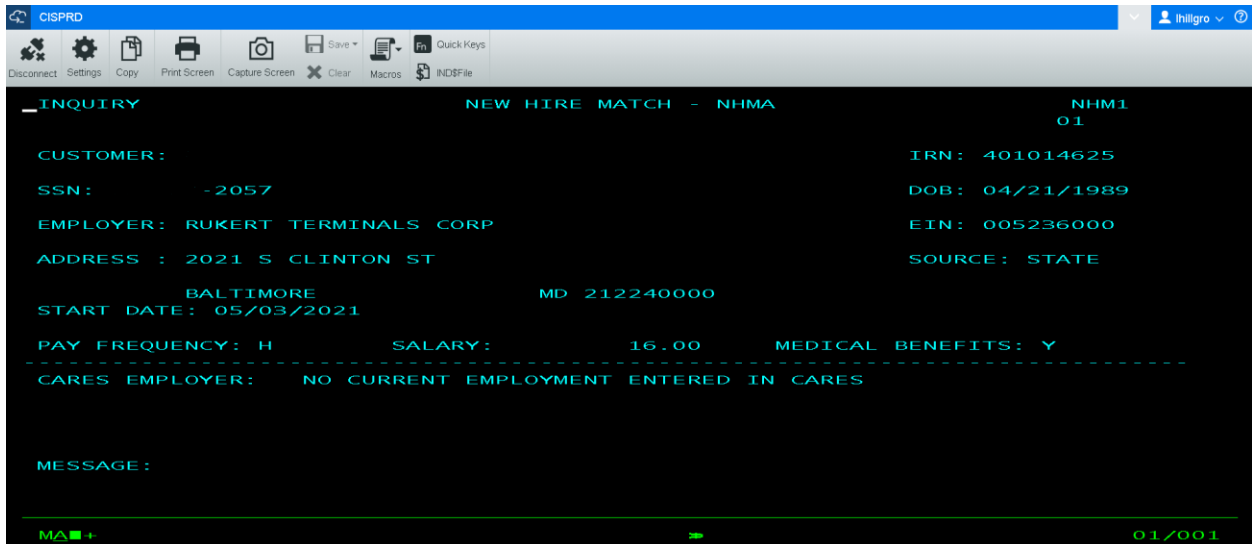 CISPRD lhillgro
Save Quick Keys
Disconnect Settings Copy Print Screen Capture Screen Clear Macros IND$File
INQUIRY NEW HIRE MATCH - NHMA NHM1
01
CUSTOMER: IRN: 401014625
SSN: -2057 DOB: 04/21/1989
EMPLOYER: RUKERT TERMINALS CORP EIN: 005236000
ADDRESS : 2021 S CLINTON ST SOURCE: STATE
BALTIMORE MD 212240000
START DATE: 05/03/2021
PAY FREQUENCY: H SALARY: 16.00 MEDICAL BENEFITS: Y
CARES EMPLOYER: NO CURRENT EMPLOYMENT ENTERED IN CARES
MESSAGE:
MA + 01/001